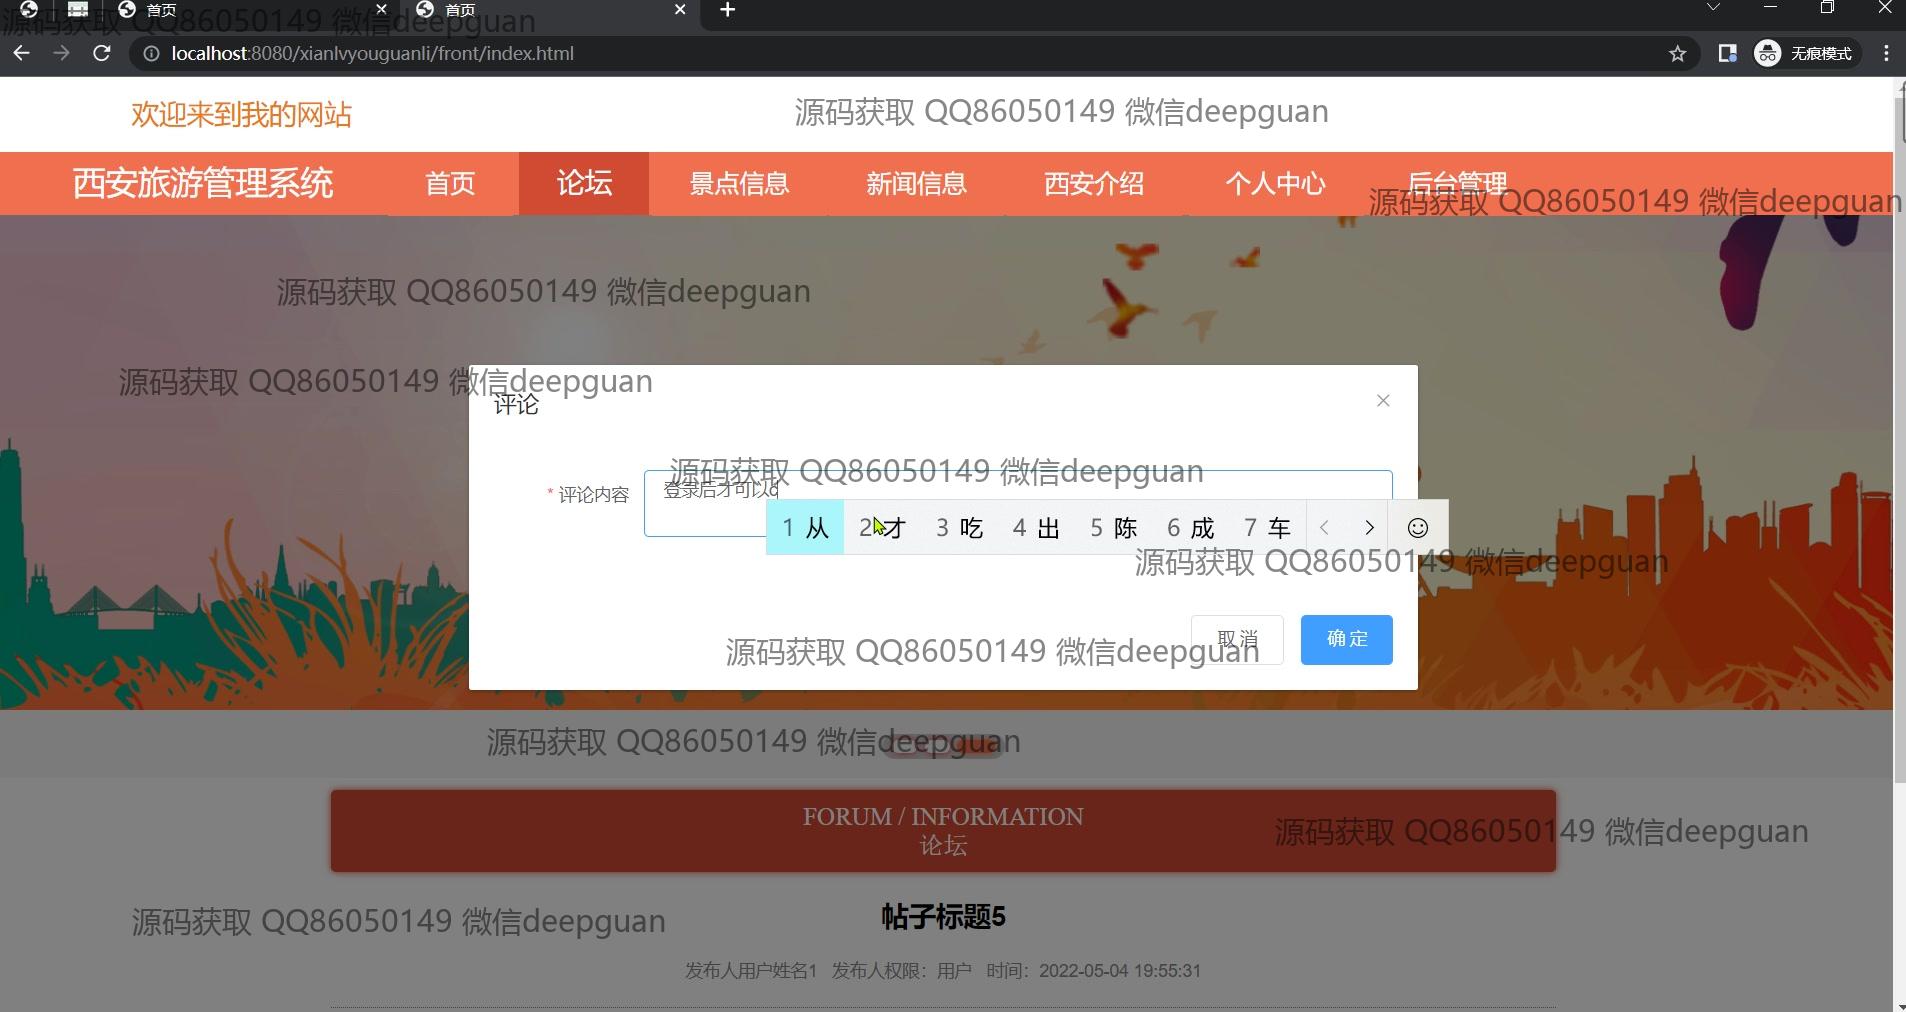 首页
首页
源码获取 QQ86050149 微信deepguan
localhost:8080/xianlvyouguanli/front/index.html
无痕模式
欢迎来到我的网站
源码获取 QQ86050149 微信deepguan
西安旅游管理系统
首页
论坛
景点信息
新闻信息
西安介绍
个人中心
后台管理
源码获取 QQ86050149 微信deepguan
源码获取 QQ86050149 微信deepguan
源码获取 QQ86050149 微信deepguan
评论
源码获取 QQ86050149 微信deepguan
* 评论内容
登录后才可以c
1 从 2 才 3 吃 4 出 5 陈 6 成 7 车
源码获取 QQ86050149 微信deepguan
取消
确定
源码获取 QQ86050149 微信deepguan
源码获取 QQ86050149 微信deepguan
FORUM / INFORMATION
论坛
源码获取 QQ86050149 微信deepguan
帖子标题5
源码获取 QQ86050149 微信deepguan
发布人用户姓名1 发布人权限：用户 时间：2022-05-04 19:55:31